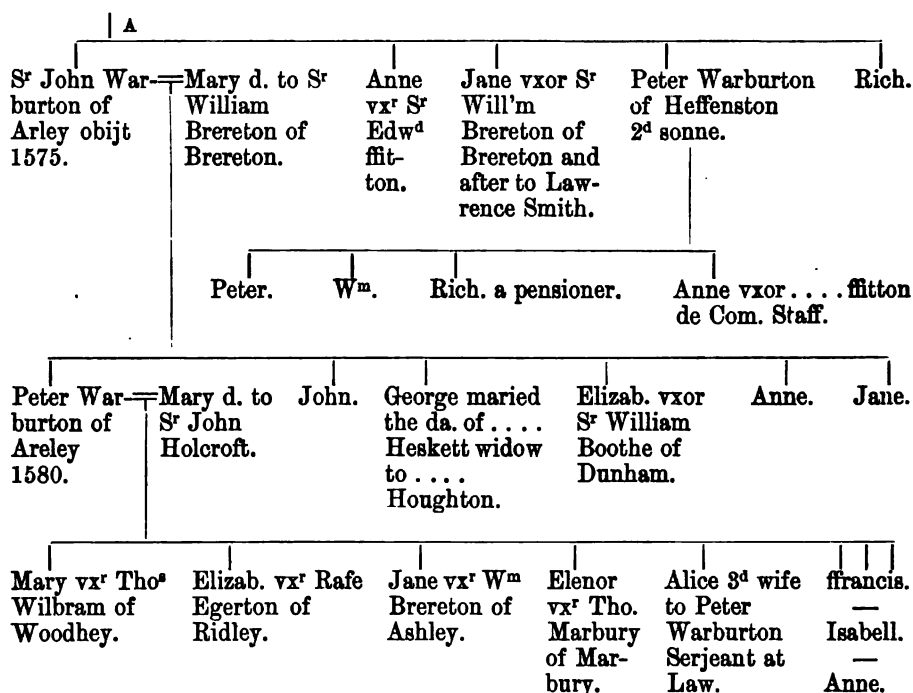 A
Sʳ John War-
burton of
Arley obijt
1575.
Mary d. to Sʳ
William
Brereton of
Brereton.
Anne
vxʳ Sʳ
Edwᵈ
ffit-
ton.
Jane vxor Sʳ
Will'm
Brereton of
Brereton and
after to Law-
rence Smith.
Peter Warburton
of Heffenston
2ᵈ sonne.
Rich.
Peter.
Wᵐ.
Rich. a pensioner.
Anne vxor . . . . ffitton
de Com. Staff.
Peter War-
burton of
Areley
1580.
Mary d. to
Sʳ John
Holcroft.
John.
George maried
the da. of . . . .
Heskett widow
to . . . .
Houghton.
Elizab. vxor
Sʳ William
Boothe of
Dunham.
Anne.
Jane.
Mary vxʳ Thoˢ
Wilbram of
Woodhey.
Elizab. vxʳ Rafe
Egerton of
Ridley.
Jane vxʳ Wᵐ
Brereton of
Ashley.
Elenor
vxʳ Tho.
Marbury
of Mar-
bury.
Alice 3ᵈ wife
to Peter
Warburton
Serjeant at
Law.
ffrancis.
—
Isabell.
—
Anne.